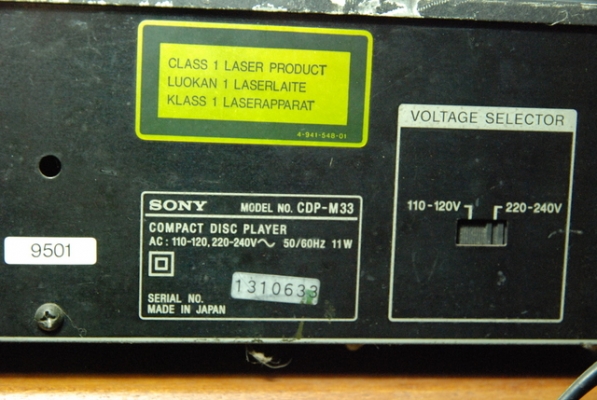 CLASS 1 LASER PRODUCT
LUOKAN 1 LASERLAITE
KLASS 1 LASERAPPARAT
4-941-548-01
VOLTAGE SELECTOR
110-120V
220-240V
SONY MODEL NO. CDP-M33
COMPACT DISC PLAYER
AC: 110-120, 220-240V~ 50/60Hz 11W
1310633
SERIAL NO.
MADE IN JAPAN
9501